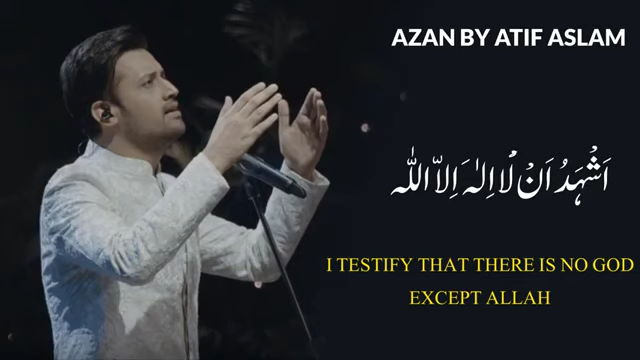 AZAN BY ATIF ASLAM
اَشْهَدُ اَنْ لَّا اِلٰهَ اِلَّا اللّٰه
I TESTIFY THAT THERE IS NO GOD
EXCEPT ALLAH